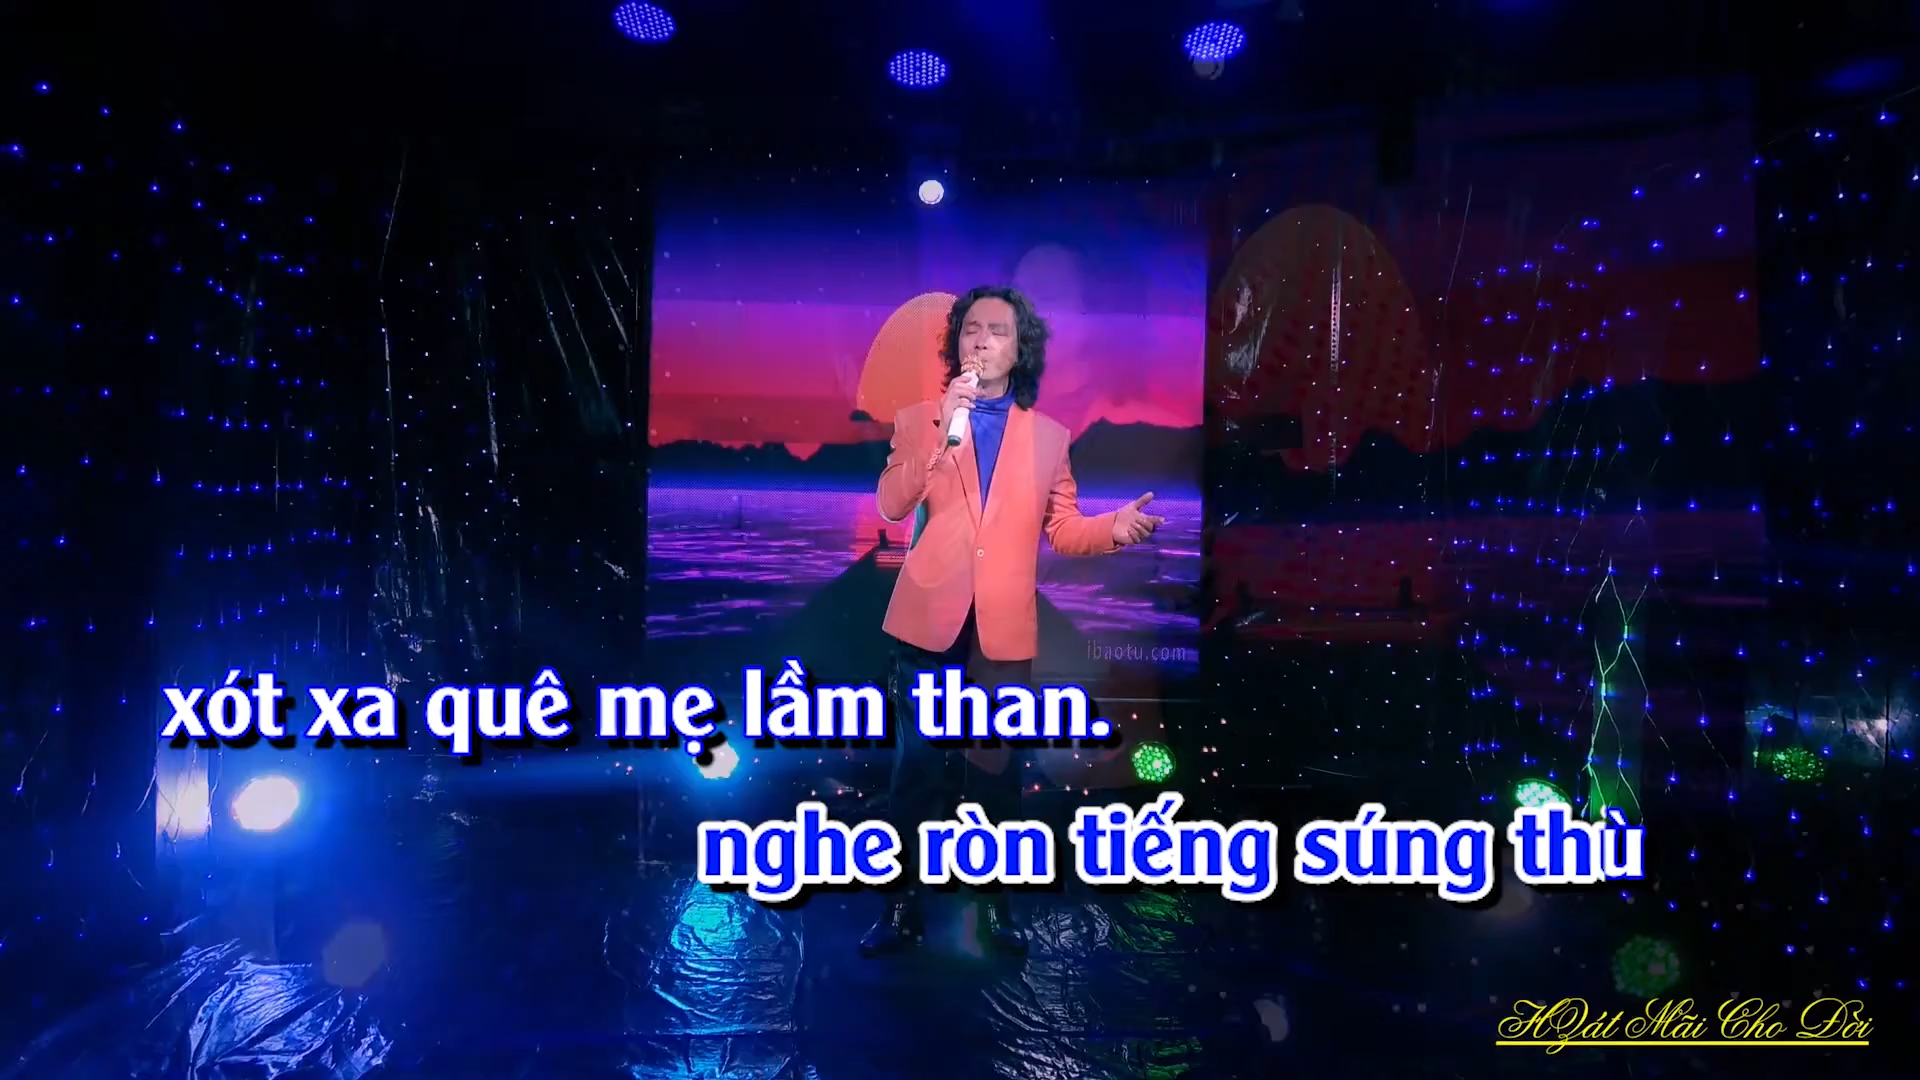 ibaotu.com
xót xa quê mẹ lầm than.
nghe ròn tiếng súng thù
Hát Mãi Cho Đời